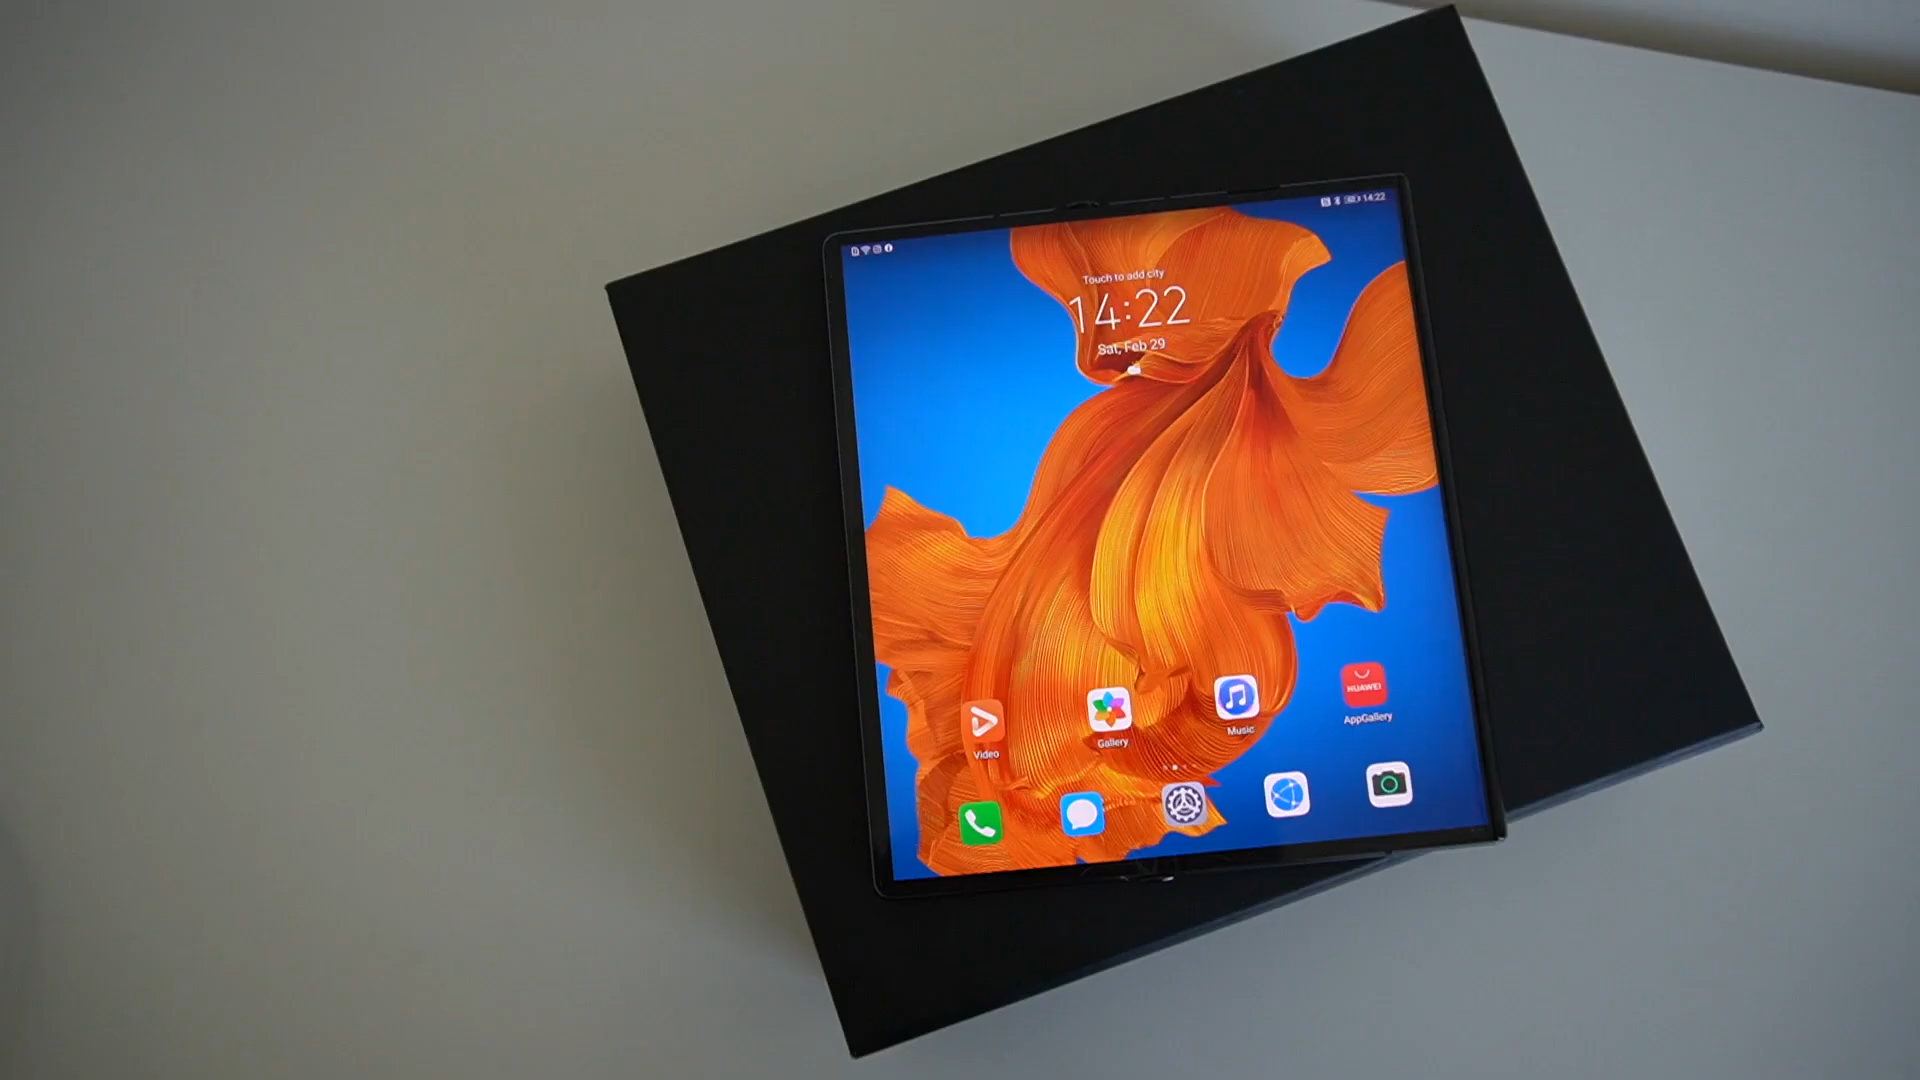 14:22
Touch to add city
14:22
Sat, Feb 29
Video
Gallery
Music
HUAWEI
AppGallery